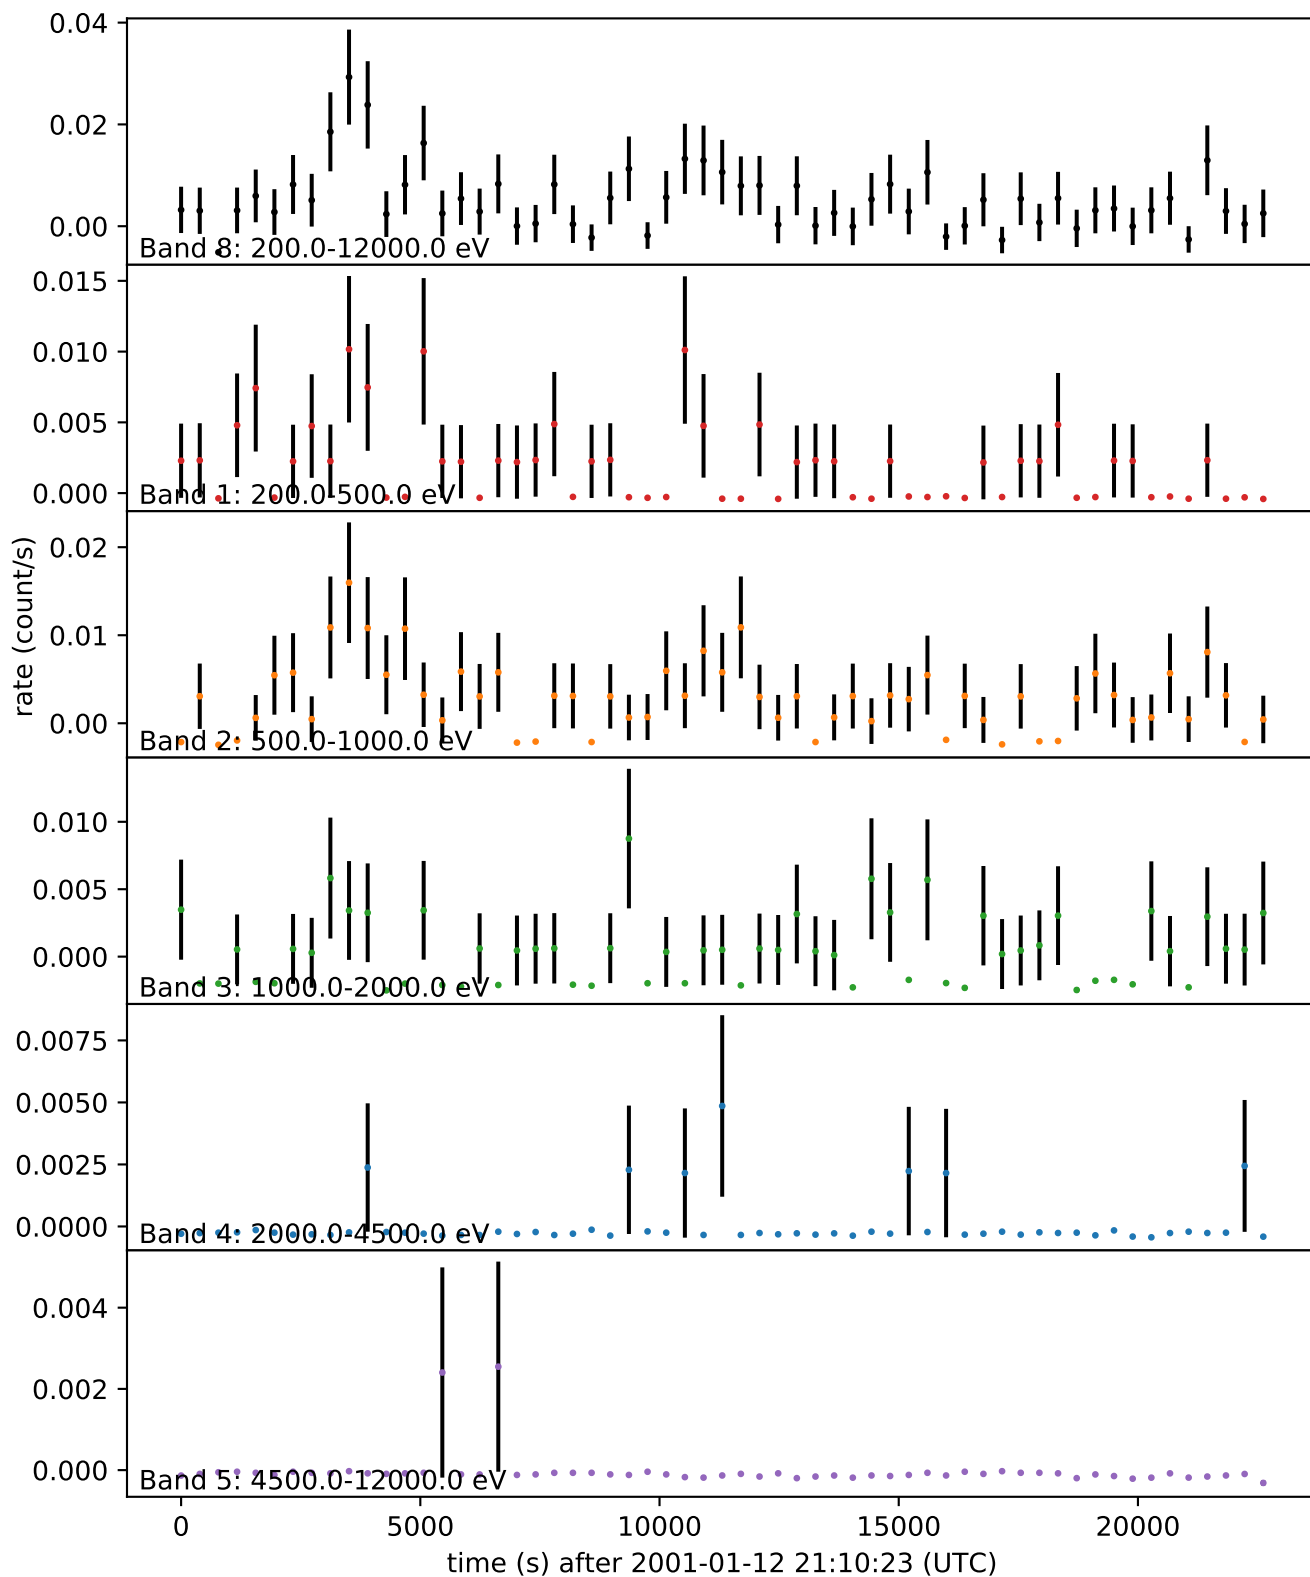 0.04
0.02
0.00
Band 8: 200.0-12000.0 eV
0.015
0.010
0.005
0.000
Band 1: 200.0-500.0 eV
rate (count/s)
0.02
0.01
0.00
Band 2: 500.0-1000.0 eV
0.010
0.005
0.000
Band 3: 1000.0-2000.0 eV
0.0075
0.0050
0.0025
0.0000
Band 4: 2000.0-4500.0 eV
0.004
0.002
0.000
Band 5: 4500.0-12000.0 eV
0 5000 10000 15000 20000
time (s) after 2001-01-12 21:10:23 (UTC)